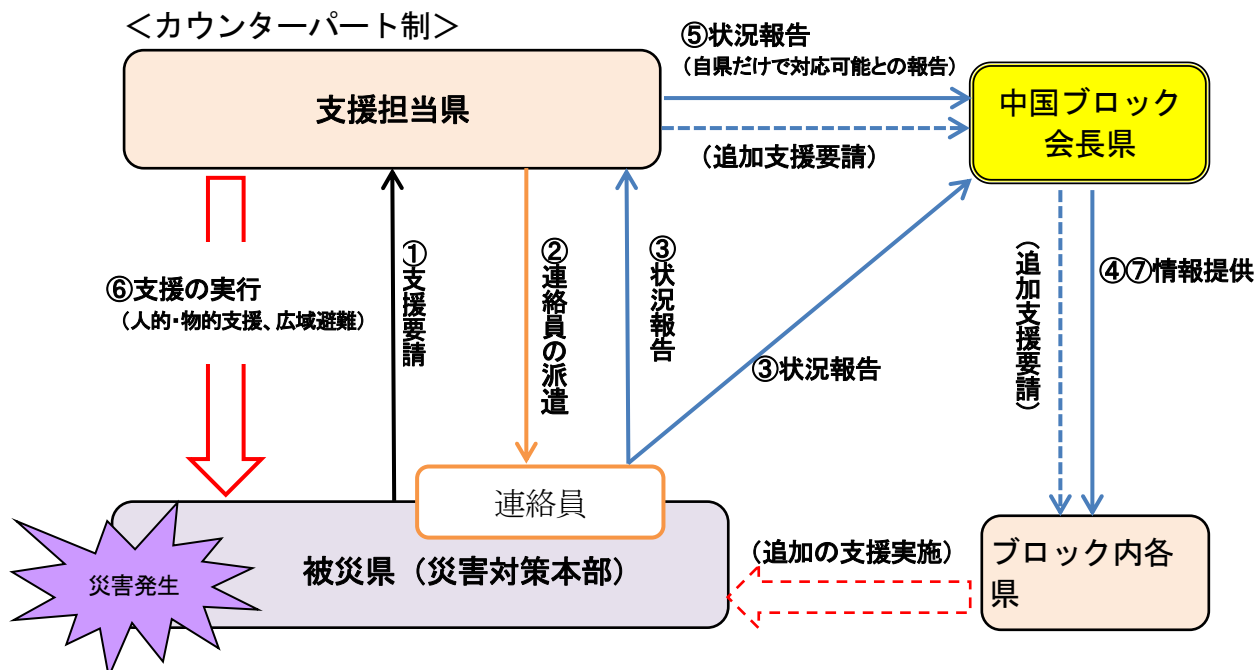 ＜カウンターパート制＞
⑤状況報告
（自県だけで対応可能との報告）
支援担当県
中国ブロック
会長県
（追加支援要請）
①支援要請
②連絡員の派遣
③状況報告
（追加支援要請）
④⑦情報提供
⑥支援の実行
（人的・物的支援、広域避難）
③状況報告
連絡員
被災県（災害対策本部）
災害発生
（追加の支援実施）
ブロック内各
県